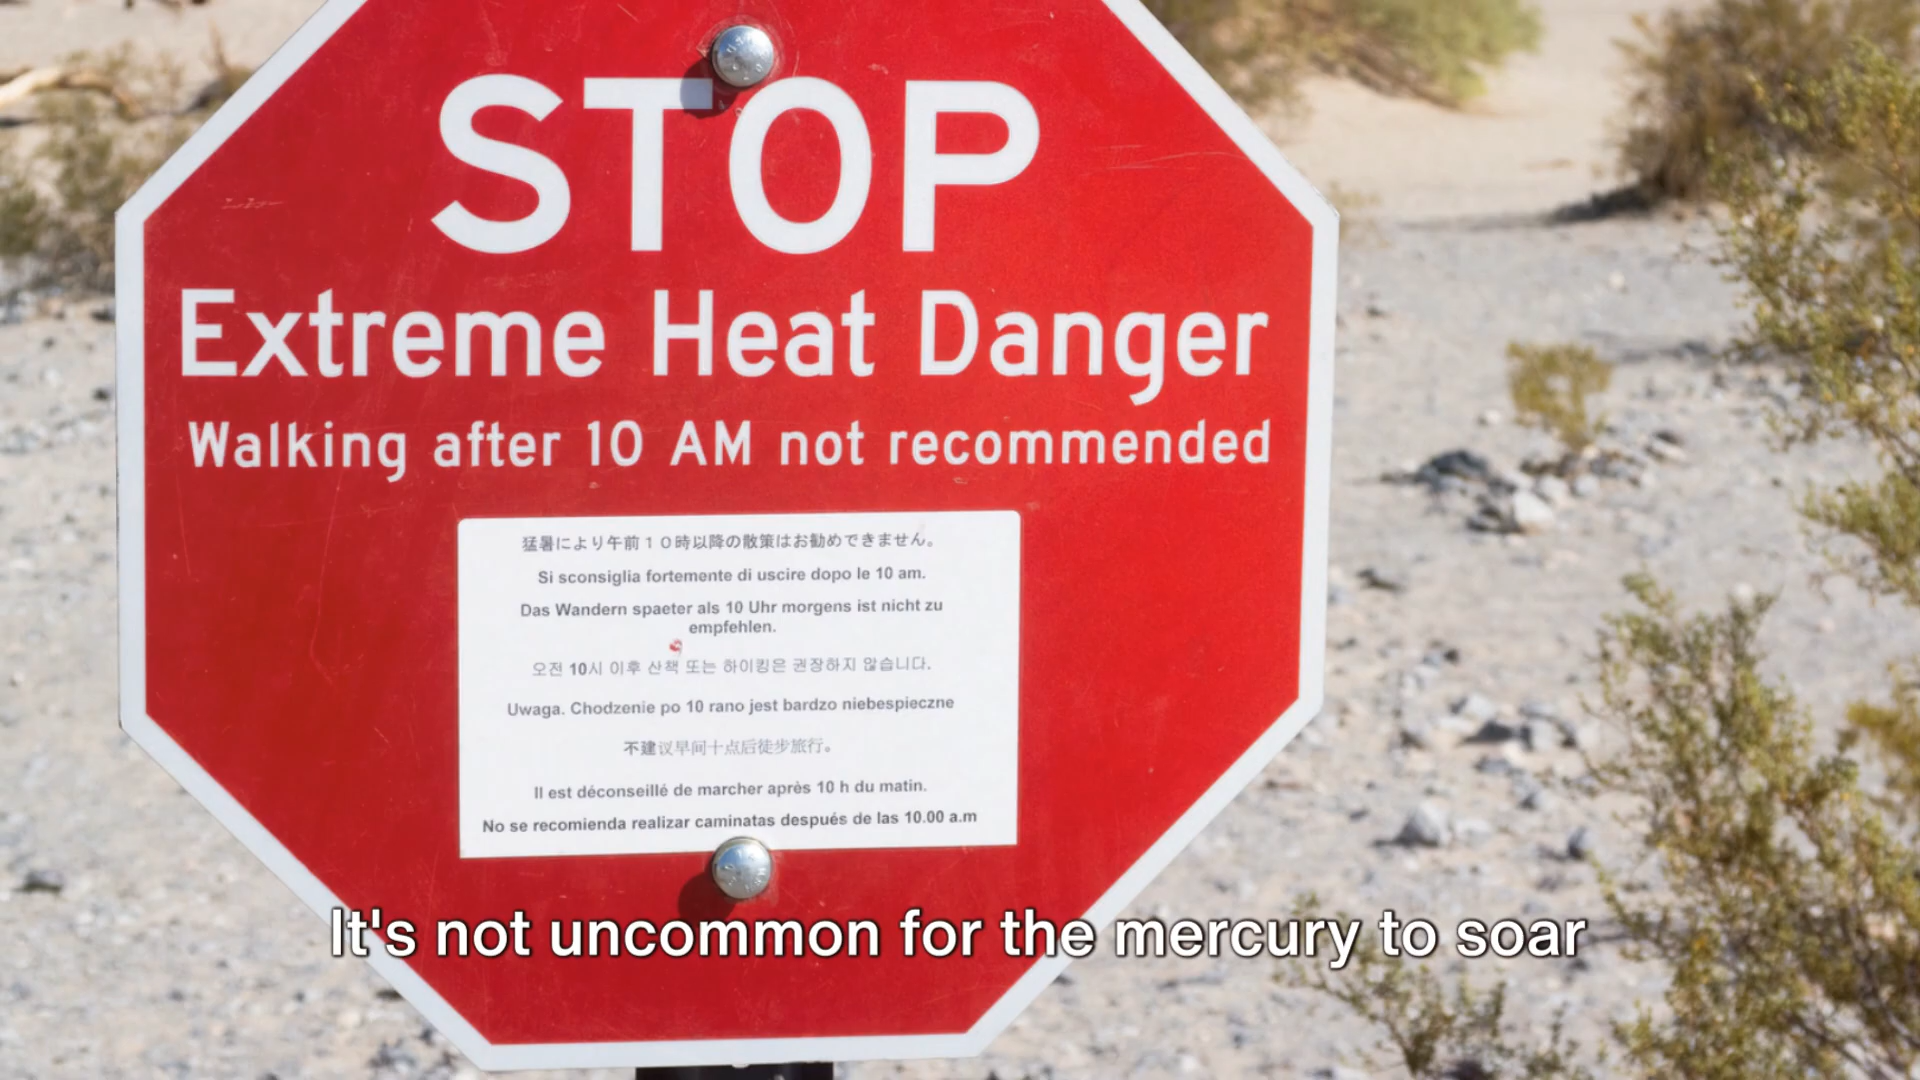 STOP
Extreme Heat Danger
Walking after 10 AM not recommended
猛暑により午前１０時以降の散策はお勧めできません。
Si sconsiglia fortemente di uscire dopo le 10 am.
Das Wandern spaeter als 10 Uhr morgens ist nicht zu
empfehlen.
오전 10시 이후 산책 또는 하이킹은 권장하지 않습니다.
Uwaga. Chodzenie po 10 rano jest bardzo niebespieczne
不建议早间十点后徒步旅行。
Il est déconseillé de marcher après 10 h du matin.
No se recomienda realizar caminatas después de las 10.00 a.m
It's not uncommon for the mercury to soar